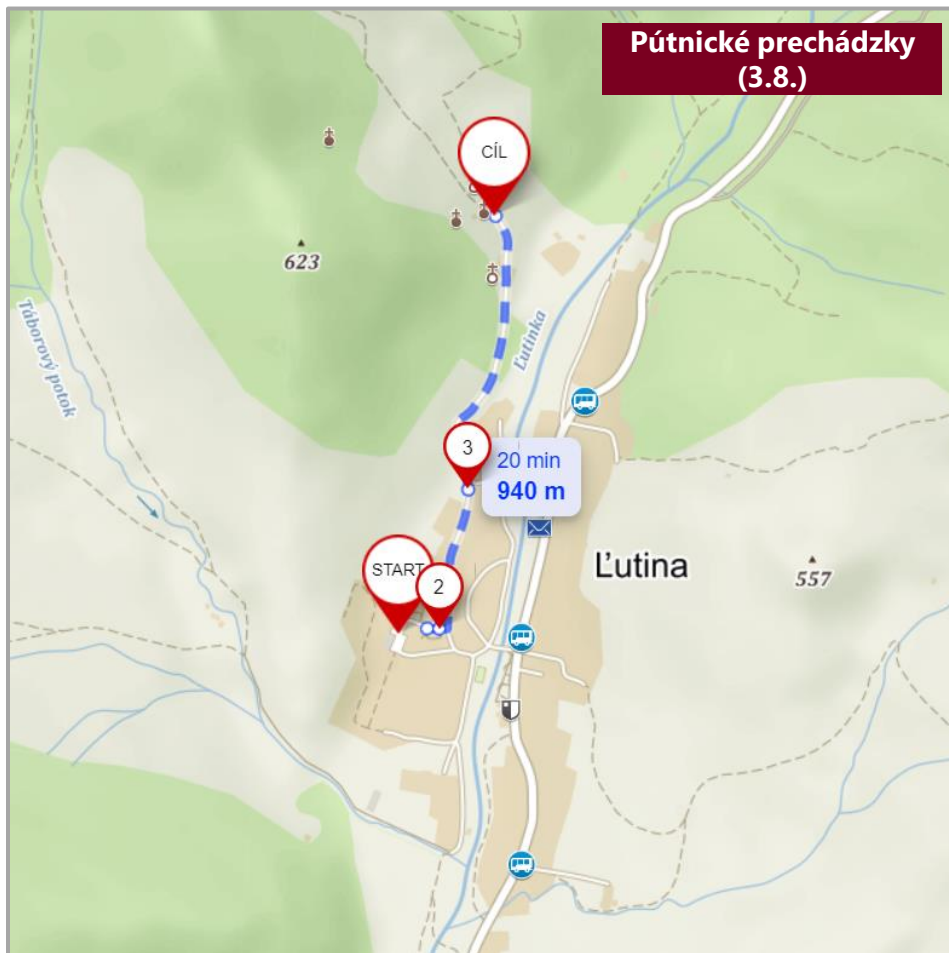 Pútnické prechádzky
(3.8.)
CÍL
623
Táborový potok
Ľutinka
3
20 min
940 m
START
2
Ľutina
557